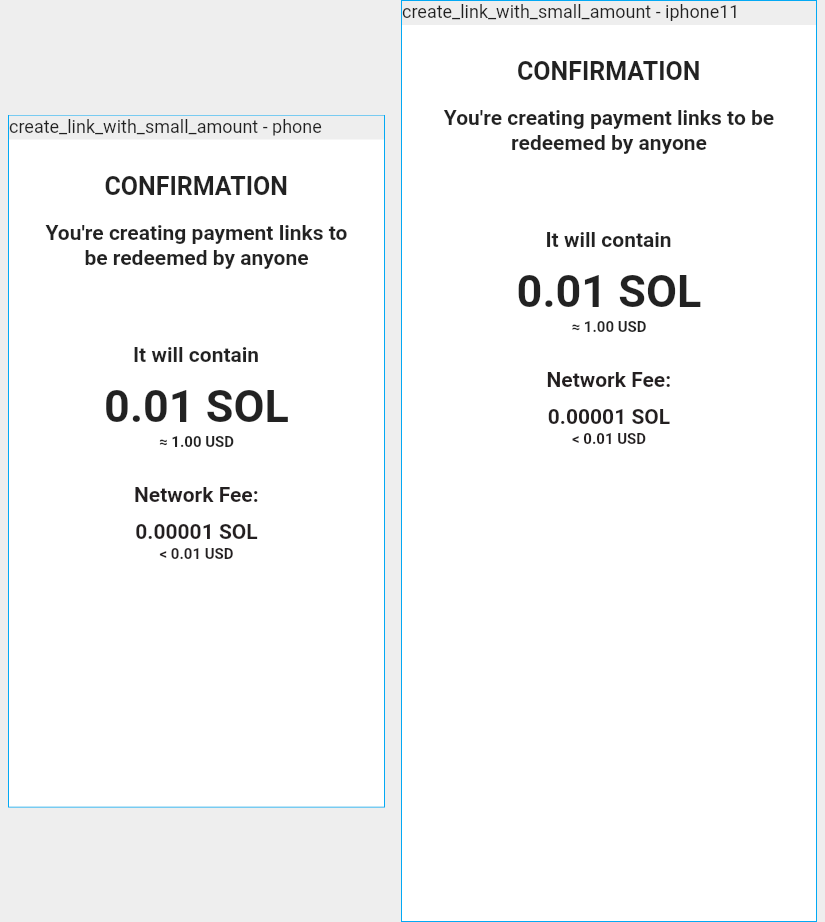 create_link_with_small_amount - phone
CONFIRMATION
You're creating payment links to
be redeemed by anyone
It will contain
0.01 SOL
≈ 1.00 USD
Network Fee:
0.00001 SOL
< 0.01 USD
create_link_with_small_amount - iphone11
CONFIRMATION
You're creating payment links to be
redeemed by anyone
It will contain
0.01 SOL
≈ 1.00 USD
Network Fee:
0.00001 SOL
< 0.01 USD